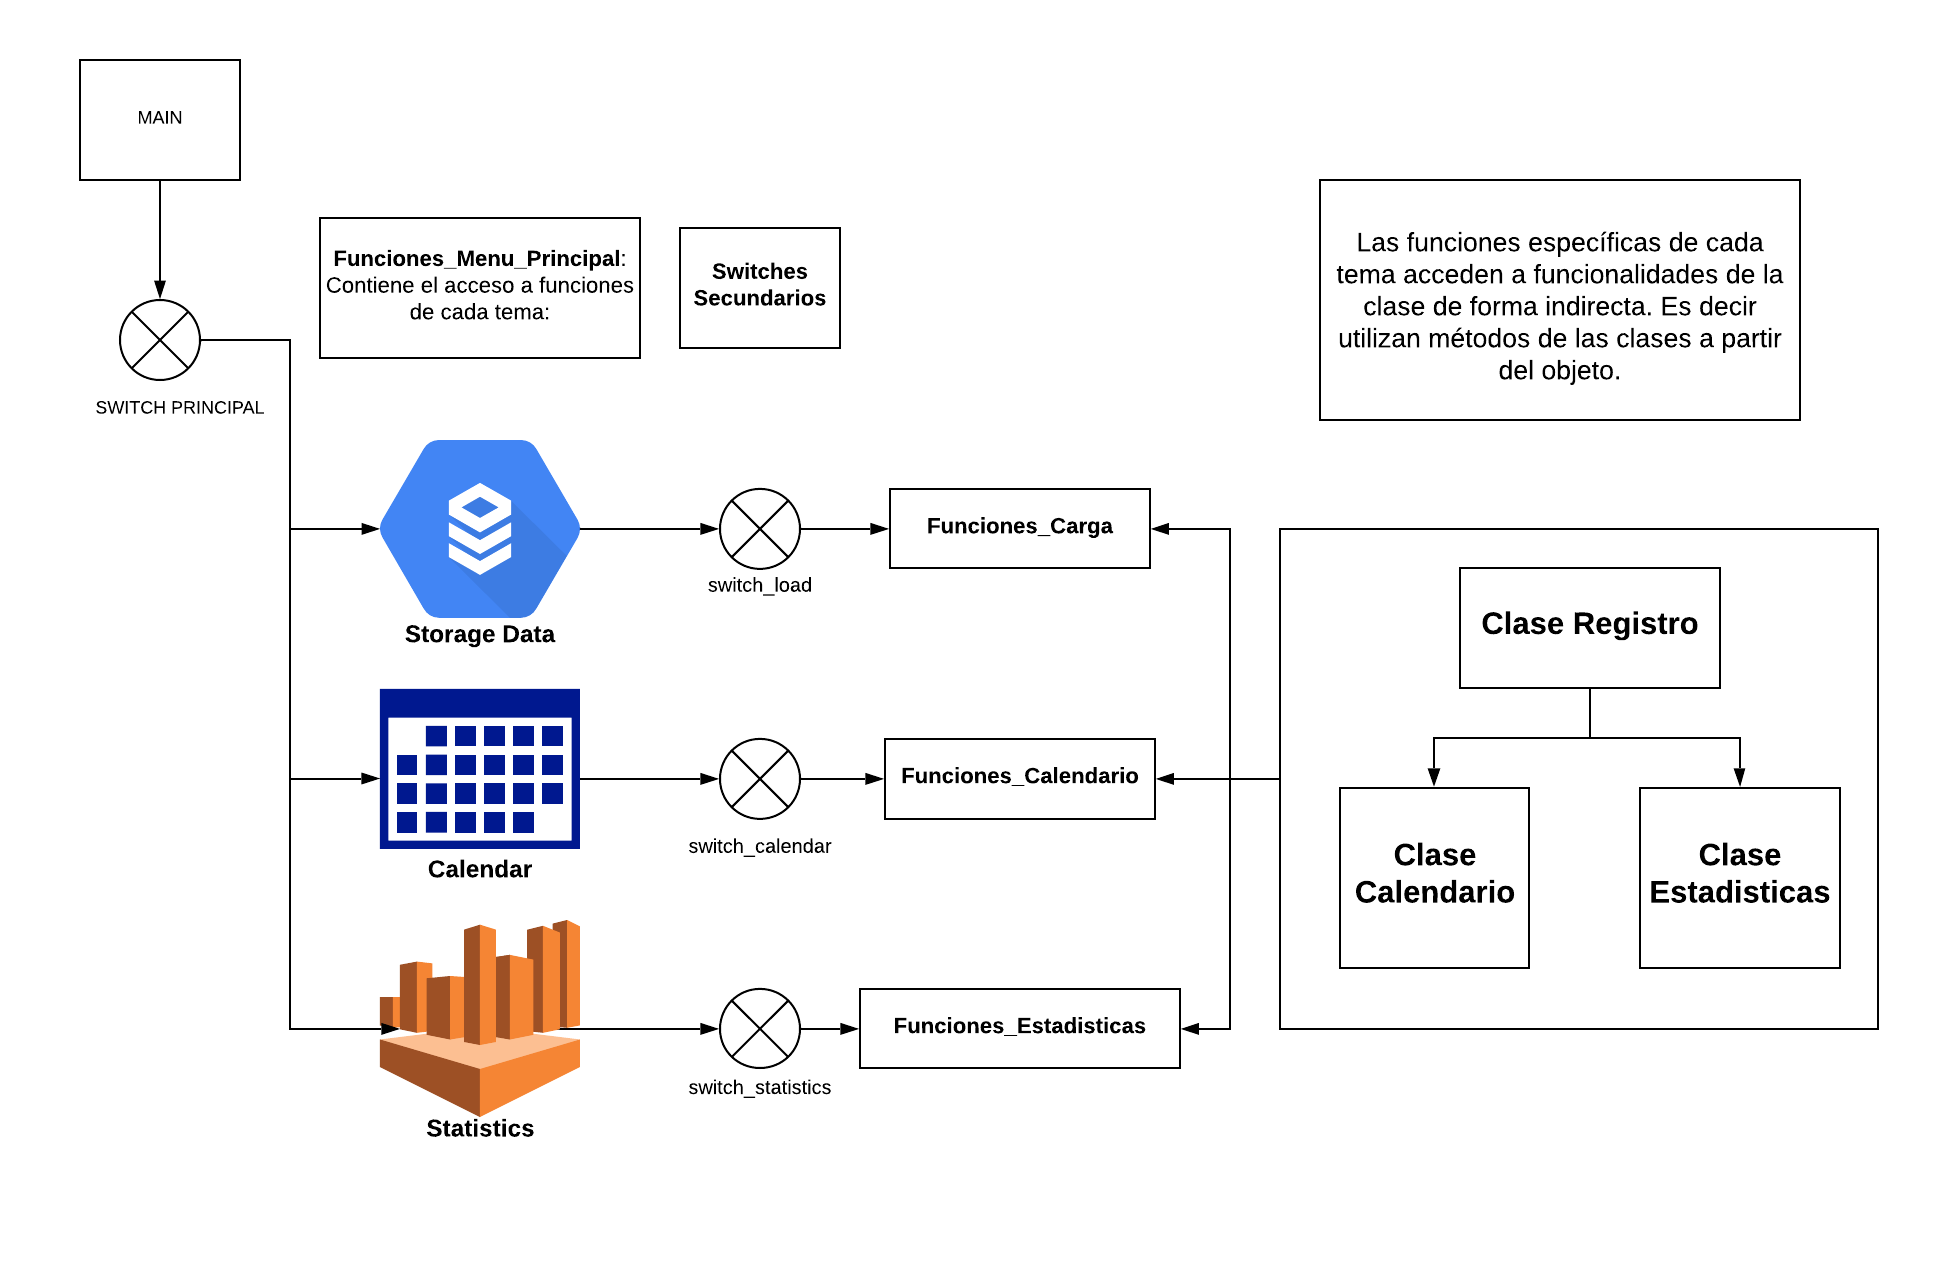 MAIN
SWITCH PRINCIPAL
Funciones_Menu_Principal:
Contiene el acceso a funciones
de cada tema:
Switches
Secundarios
Las funciones específicas de cada
tema acceden a funcionalidades de la
clase de forma indirecta. Es decir
utilizan métodos de las clases a partir
del objeto.
Storage Data
switch_load
Funciones_Carga
Calendar
switch_calendar
Funciones_Calendario
Statistics
switch_statistics
Funciones_Estadisticas
Clase Registro
Clase
Calendario
Clase
Estadisticas